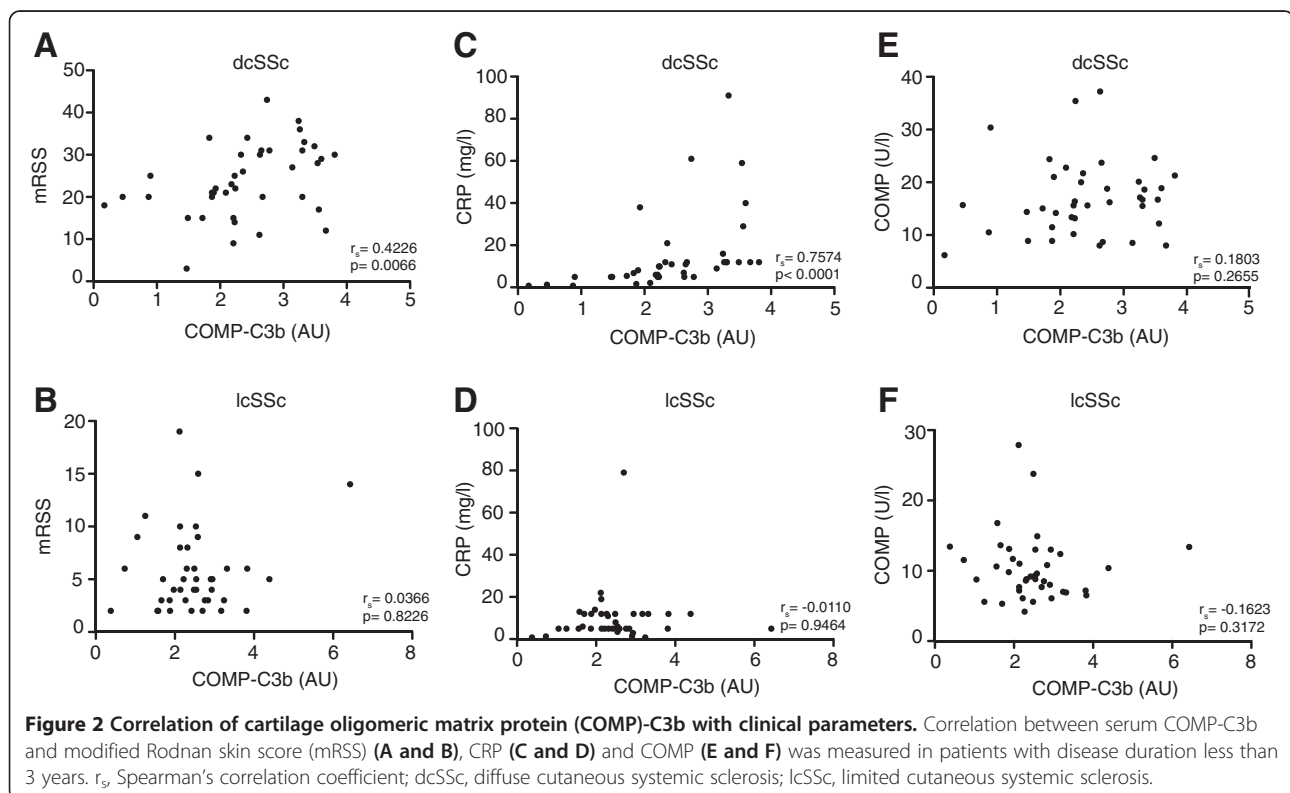 A
dcSSc
50
40
30
20
10
0
mRSS
0 1 2 3 4 5
COMP-C3b (AU)
rs= 0.4226
p= 0.0066
C
dcSSc
100
80
60
40
20
0
CRP (mg/l)
0 1 2 3 4 5
COMP-C3b (AU)
rs= 0.7574
p< 0.0001
E
dcSSc
40
30
20
10
0
COMP (U/l)
0 1 2 3 4 5
COMP-C3b (AU)
rs= 0.1803
p= 0.2655
B
lcSSc
20
15
10
5
0
mRSS
0 2 4 6 8
COMP-C3b (AU)
rs= 0.0366
p= 0.8226
D
lcSSc
100
80
60
40
20
0
CRP (mg/l)
0 2 4 6 8
COMP-C3b (AU)
rs= -0.0110
p= 0.9464
F
lcSSc
30
20
10
0
COMP (U/l)
0 2 4 6 8
COMP-C3b (AU)
rs= -0.1623
p= 0.3172
Figure 2 Correlation of cartilage oligomeric matrix protein (COMP)-C3b with clinical parameters. Correlation between serum COMP-C3b
and modified Rodnan skin score (mRSS) (A and B), CRP (C and D) and COMP (E and F) was measured in patients with disease duration less than
3 years. rs, Spearman's correlation coefficient; dcSSc, diffuse cutaneous systemic sclerosis; lcSSc, limited cutaneous systemic sclerosis.